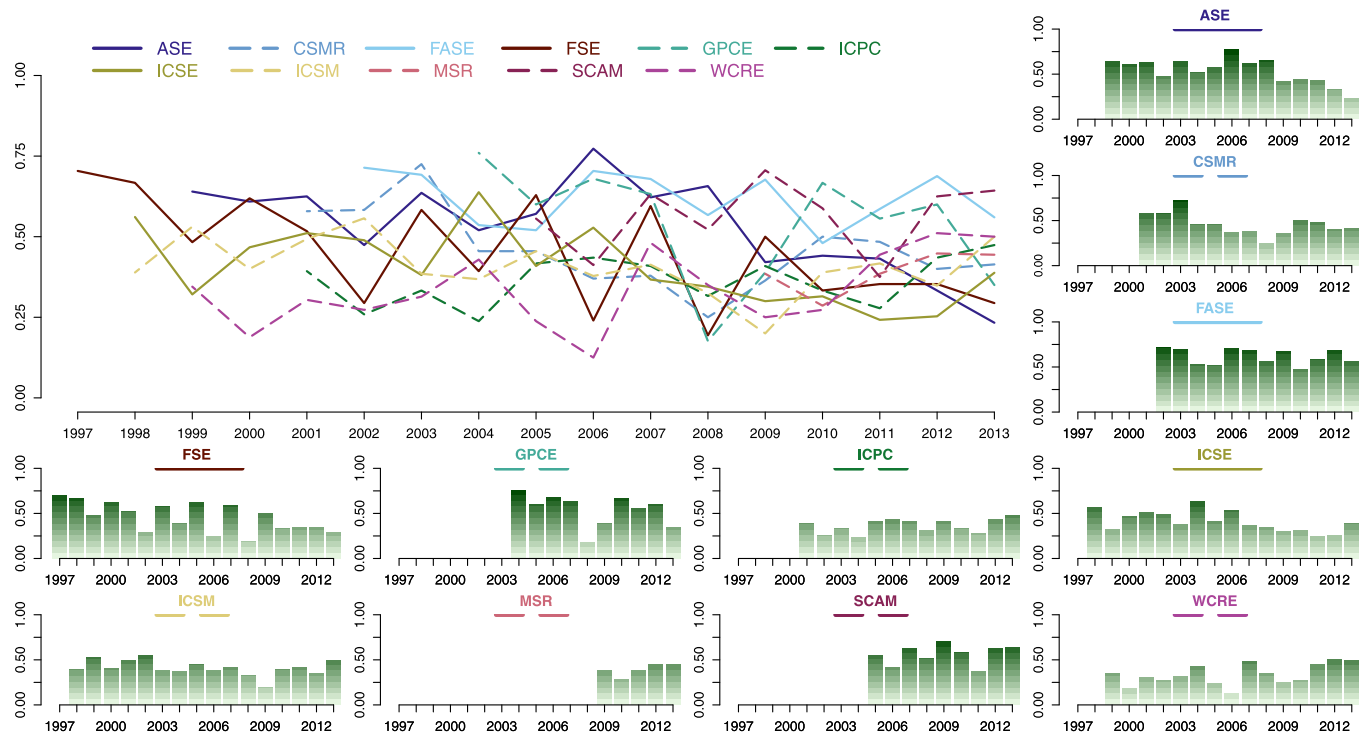 ASE CSMR FASE FSE GPCE ICPC
ICSE ICSM MSR SCAM WCRE
1.00
0.75
0.50
0.25
0.00
1997 1998 1999 2000 2001 2002 2003 2004 2005 2006 2007 2008 2009 2010 2011 2012 2013
ASE
1.00
0.50
0.00
1997 2000 2003 2006 2009 2012
CSMR
1.00
0.50
0.00
1997 2000 2003 2006 2009 2012
FASE
1.00
0.50
0.00
1997 2000 2003 2006 2009 2012
FSE
1.00
0.50
0.00
1997 2000 2003 2006 2009 2012
GPCE
1.00
0.50
0.00
1997 2000 2003 2006 2009 2012
ICPC
1.00
0.50
0.00
1997 2000 2003 2006 2009 2012
ICSE
1.00
0.50
0.00
1997 2000 2003 2006 2009 2012
ICSM
1.00
0.50
0.00
1997 2000 2003 2006 2009 2012
MSR
1.00
0.50
0.00
1997 2000 2003 2006 2009 2012
SCAM
1.00
0.50
0.00
1997 2000 2003 2006 2009 2012
WCRE
1.00
0.50
0.00
1997 2000 2003 2006 2009 2012